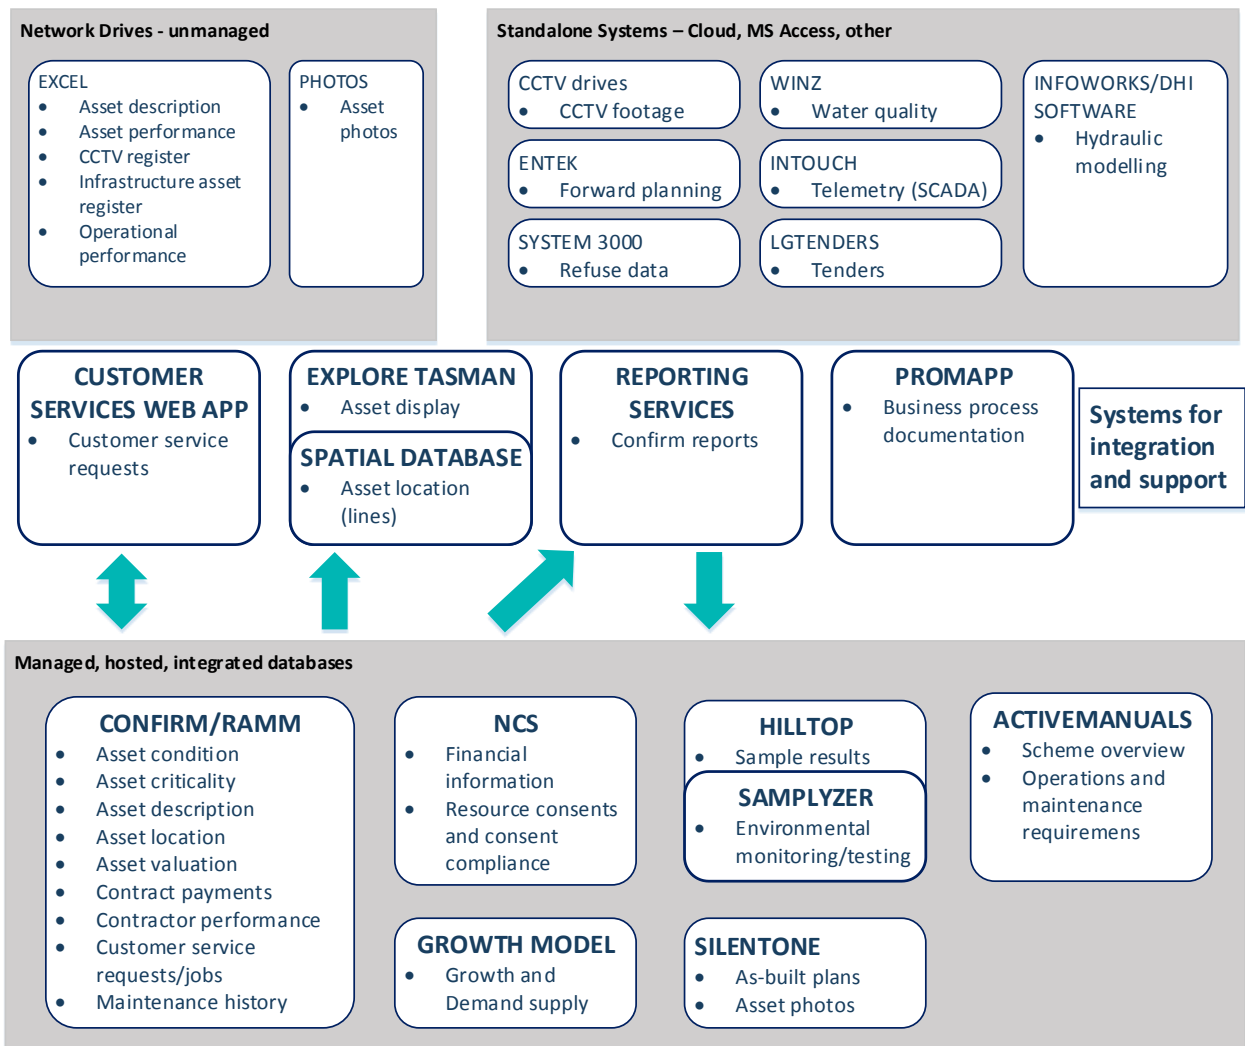 Network Drives - unmanaged
EXCEL
• Asset description
• Asset performance
• CCTV register
• Infrastructure asset
register
• Operational
performance
PHOTOS
• Asset
photos
Standalone Systems – Cloud, MS Access, other
CCTV drives
• CCTV footage
ENTEK
• Forward planning
SYSTEM 3000
• Refuse data
WINZ
• Water quality
INTOUCH
• Telemetry (SCADA)
LGTENDERS
• Tenders
INFOWORKS/DHI
SOFTWARE
• Hydraulic
modelling
CUSTOMER
SERVICES WEB APP
• Customer service
requests
EXPLORE TASMAN
• Asset display
SPATIAL DATABASE
• Asset location
(lines)
REPORTING
SERVICES
• Confirm reports
PROMAPP
• Business process
documentation
Systems for
integration
and support
Managed, hosted, integrated databases
CONFIRM/RAMM
• Asset condition
• Asset criticality
• Asset description
• Asset location
• Asset valuation
• Contract payments
• Contractor performance
• Customer service
requests/jobs
• Maintenance history
NCS
• Financial
information
• Resource consents
and consent
compliance
HILLTOP
• Sample results
SAMPLYZER
• Environmental
monitoring/testing
ACTIVEMANUALS
• Scheme overview
• Operations and
maintenance
requiremens
GROWTH MODEL
• Growth and
Demand supply
SILENTONE
• As-built plans
• Asset photos